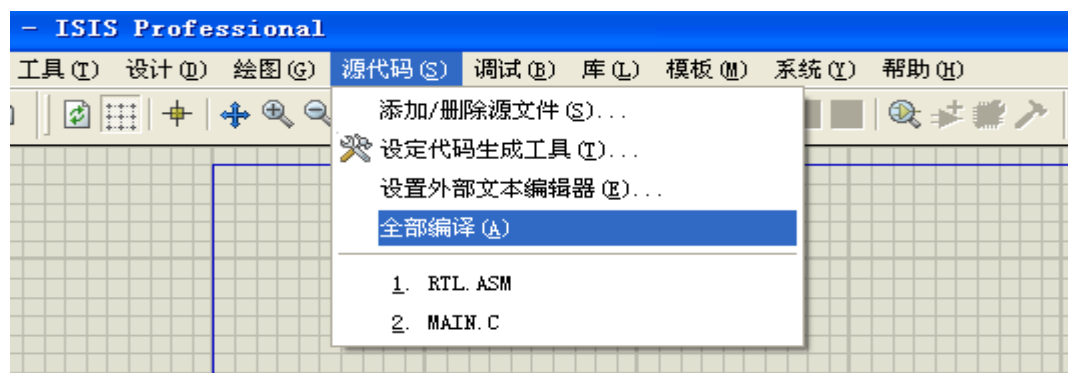 - ISIS Professional
工具(T) 设计(D) 绘图(G) 源代码(S) 调试(B) 库(L) 模板(M) 系统(Y) 帮助(H)
添加/删除源文件(S)...
设定代码生成工具(T)...
设置外部文本编辑器(E)...
全部编译(A)
1. RTL.ASM
2. MAIN.C